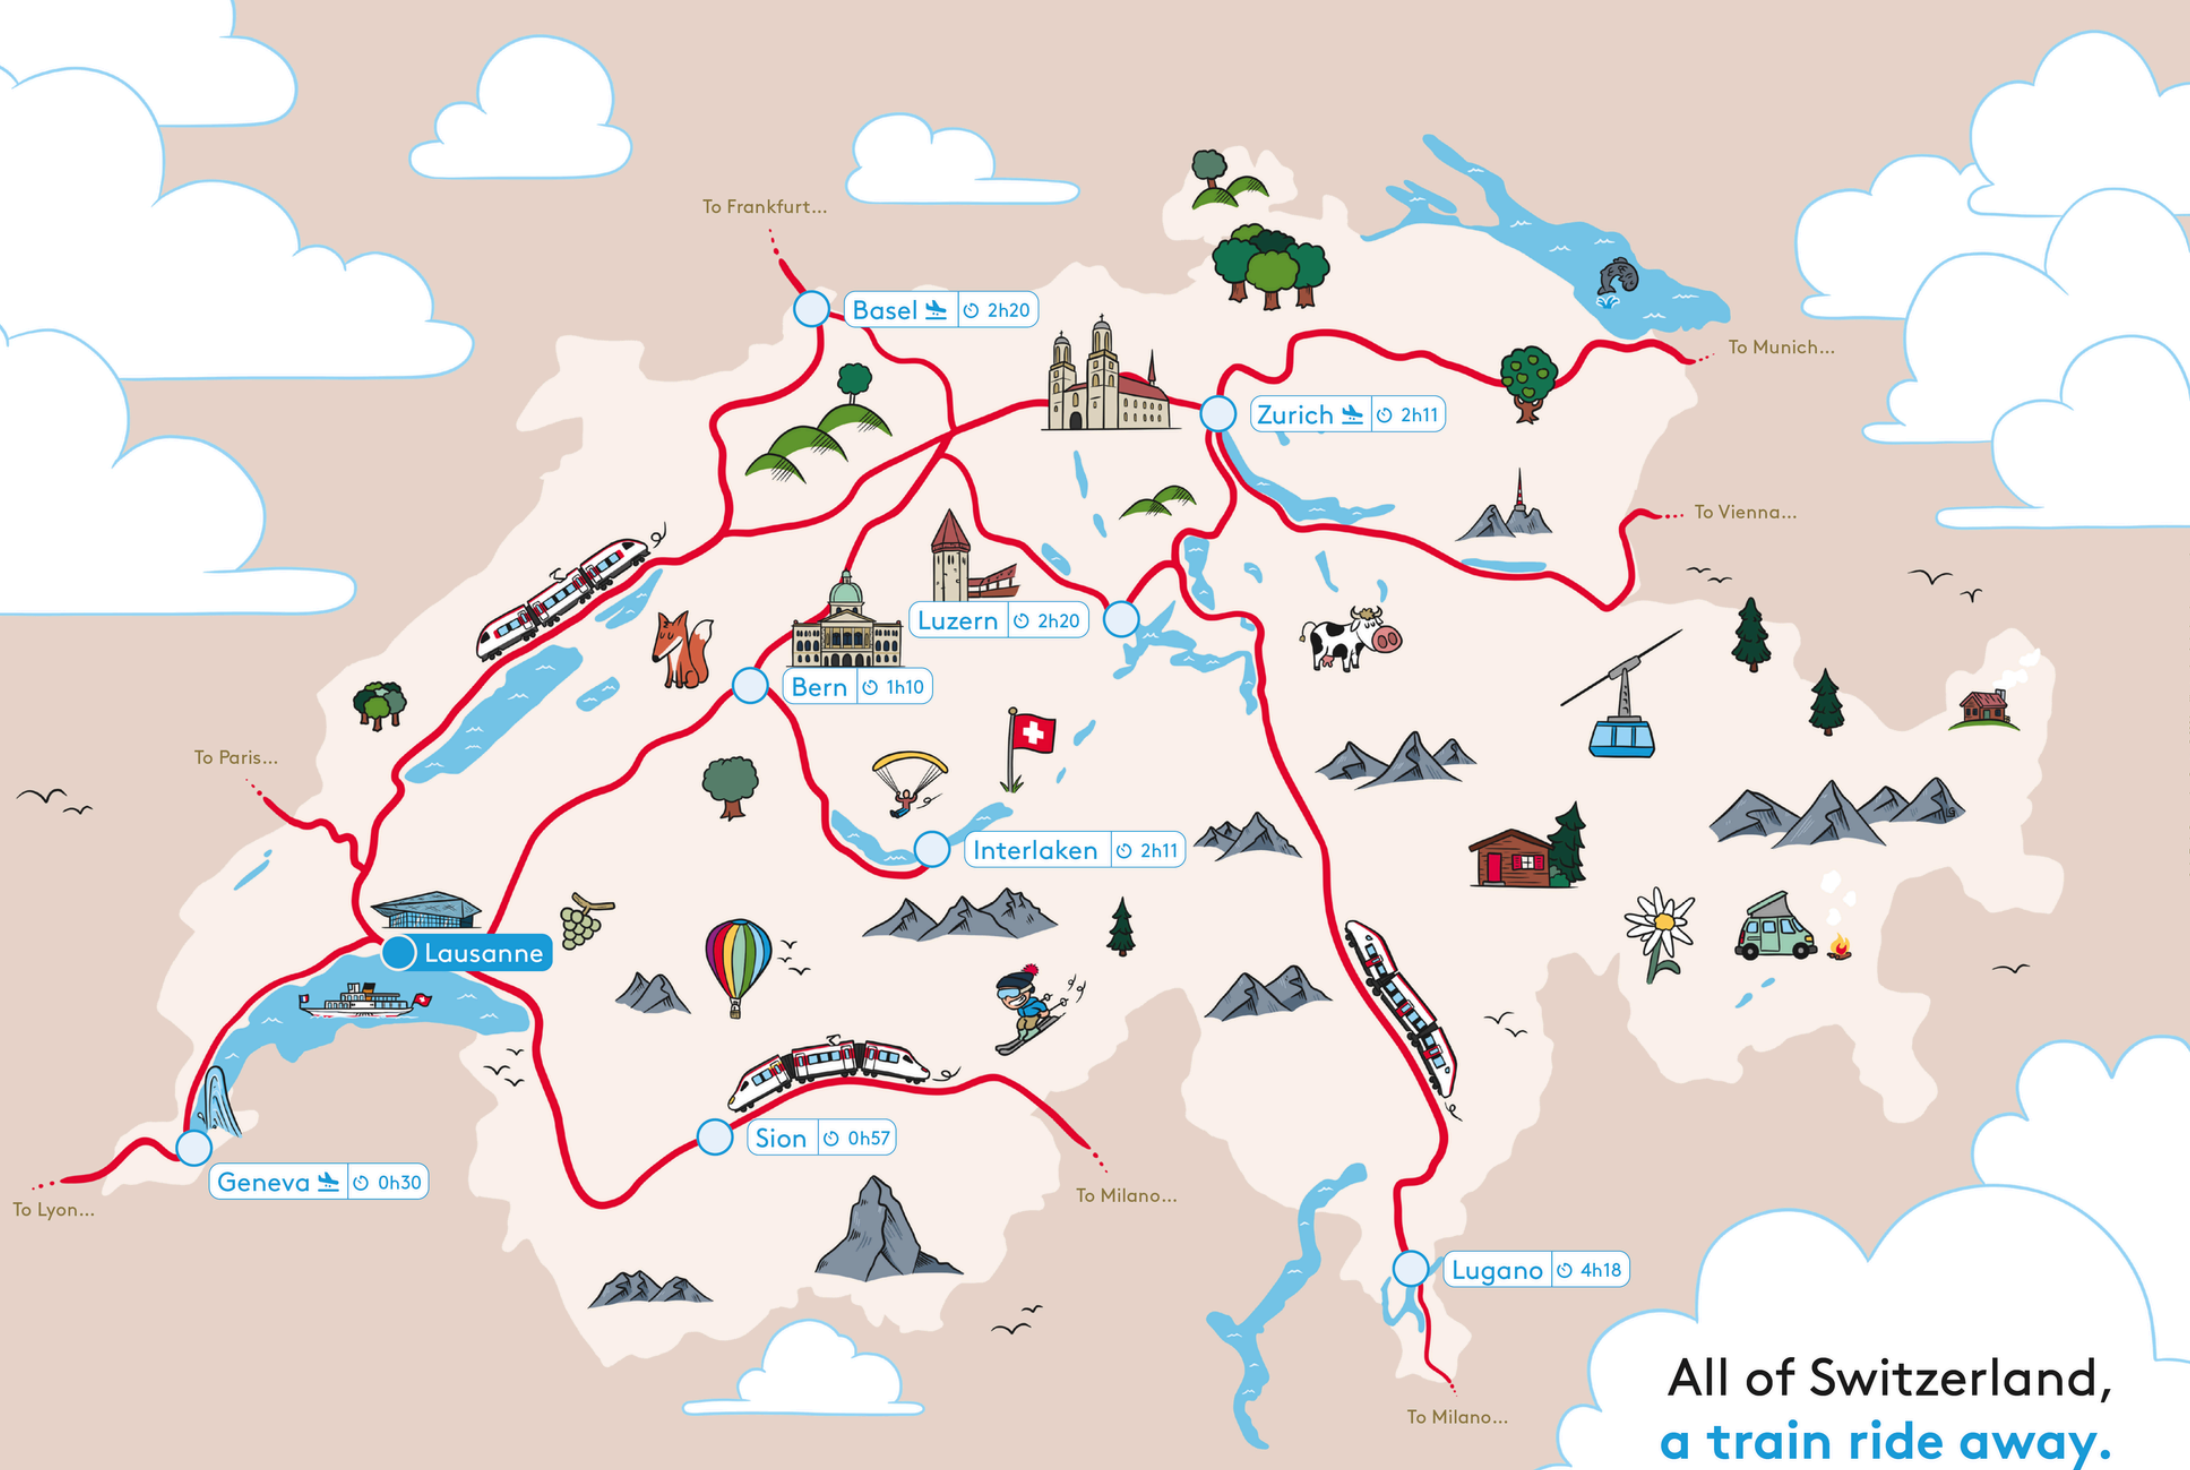 To Frankfurt...
Basel 2h20
To Munich...
Zurich 2h11
To Vienna...
Luzern 2h20
Bern 1h10
To Paris...
Interlaken 2h11
Lausanne
Sion 0h57
Geneva 0h30
To Milano...
To Lyon...
Lugano 4h18
All of Switzerland,
To Milano...
a train ride away.